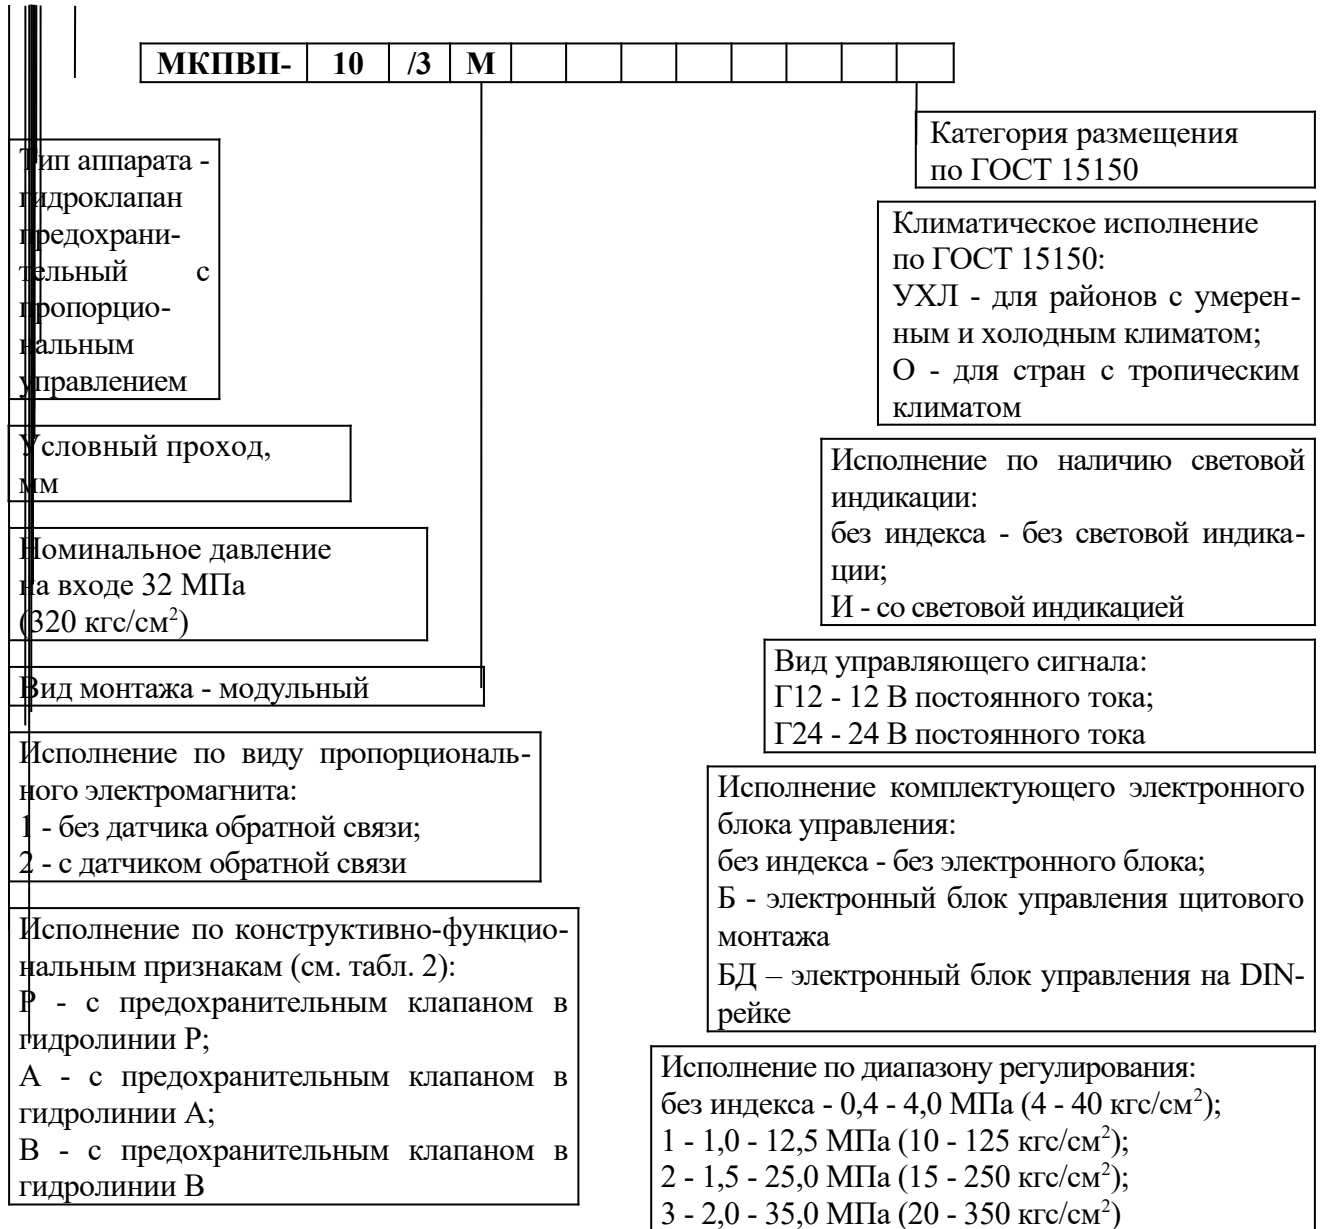 МКПВП- 10 /3 М
Тип аппарата -
гидроклапан
предохрани-
тельный с
пропорцио-
нальным
управлением
Условный проход,
мм
Номинальное давление
на входе 32 МПа
(320 кгс/см²)
Вид монтажа - модульный
Исполнение по виду пропорциональ-
ного электромагнита:
1 - без датчика обратной связи;
2 - с датчиком обратной связи
Исполнение по конструктивно-функцио-
нальным признакам (см. табл. 2):
Р - с предохранительным клапаном в
гидролинии Р;
А - с предохранительным клапаном в
гидролинии А;
В - с предохранительным клапаном в
гидролинии В
Категория размещения
по ГОСТ 15150
Климатическое исполнение
по ГОСТ 15150:
УХЛ - для районов с умерен-
ным и холодным климатом;
О - для стран с тропическим
климатом
Исполнение по наличию световой
индикации:
без индекса - без световой индика-
ции;
И - со световой индикацией
Вид управляющего сигнала:
Г12 - 12 В постоянного тока;
Г24 - 24 В постоянного тока
Исполнение комплектующего электронного
блока управления:
без индекса - без электронного блока;
Б - электронный блок управления щитового
монтажа
БД – электронный блок управления на DIN-
рейке
Исполнение по диапазону регулирования:
без индекса - 0,4 - 4,0 МПа (4 - 40 кгс/см²);
1 - 1,0 - 12,5 МПа (10 - 125 кгс/см²);
2 - 1,5 - 25,0 МПа (15 - 250 кгс/см²);
3 - 2,0 - 35,0 МПа (20 - 350 кгс/см²)